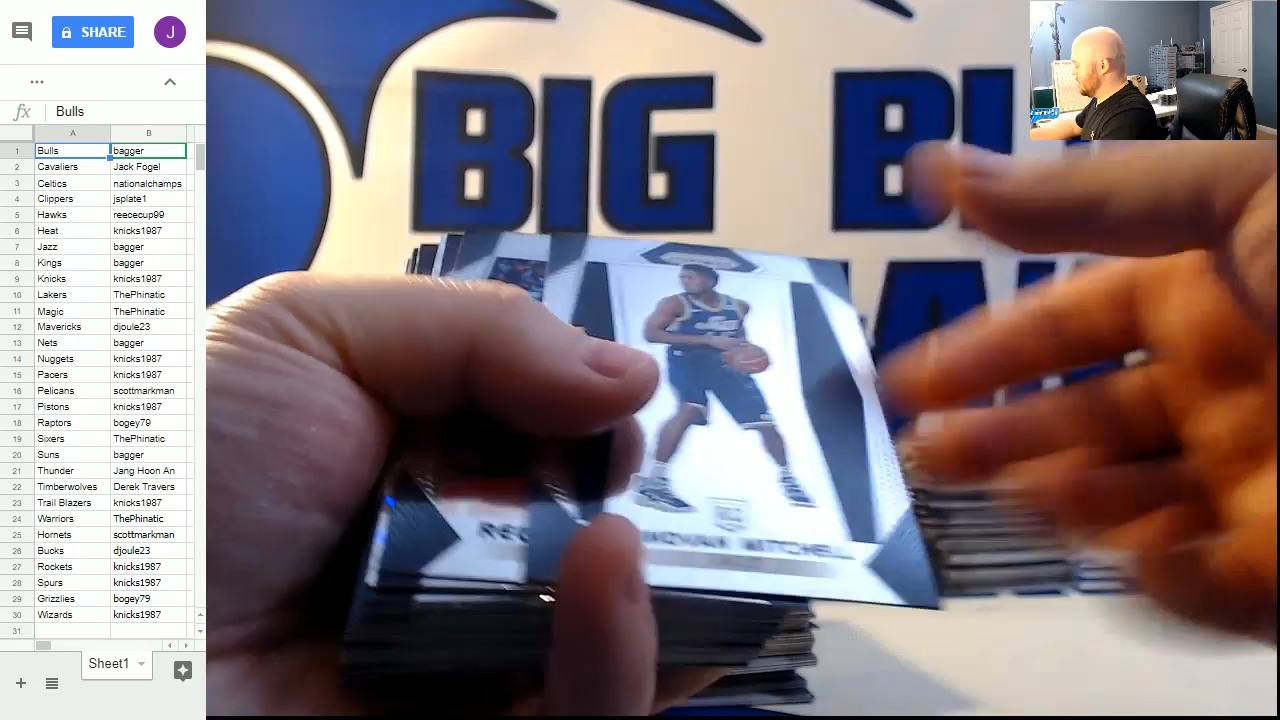 SHARE
J
...
fx Bulls
A B
1 Bulls bagger
2 Cavaliers Jack Fogel
3 Celtics nationalchamps
4 Clippers jsplate1
5 Hawks reececup99
6 Heat knicks1987
7 Jazz bagger
8 Kings bagger
9 Knicks knicks1987
10 Lakers ThePhinatic
11 Magic ThePhinatic
12 Mavericks djoule23
13 Nets bagger
14 Nuggets knicks1987
15 Pacers knicks1987
16 Pelicans scottmarkman
17 Pistons knicks1987
18 Raptors bogey79
19 Sixers ThePhinatic
20 Suns bagger
21 Thunder Jang Hoon An
22 Timberwolves Derek Travers
23 Trail Blazers knicks1987
24 Warriors ThePhinatic
25 Hornets scottmarkman
26 Bucks djoule23
27 Rockets knicks1987
28 Spurs knicks1987
29 Grizzlies bogey79
30 Wizards knicks1987
31
Sheet1
BIG BL
MITCHELL